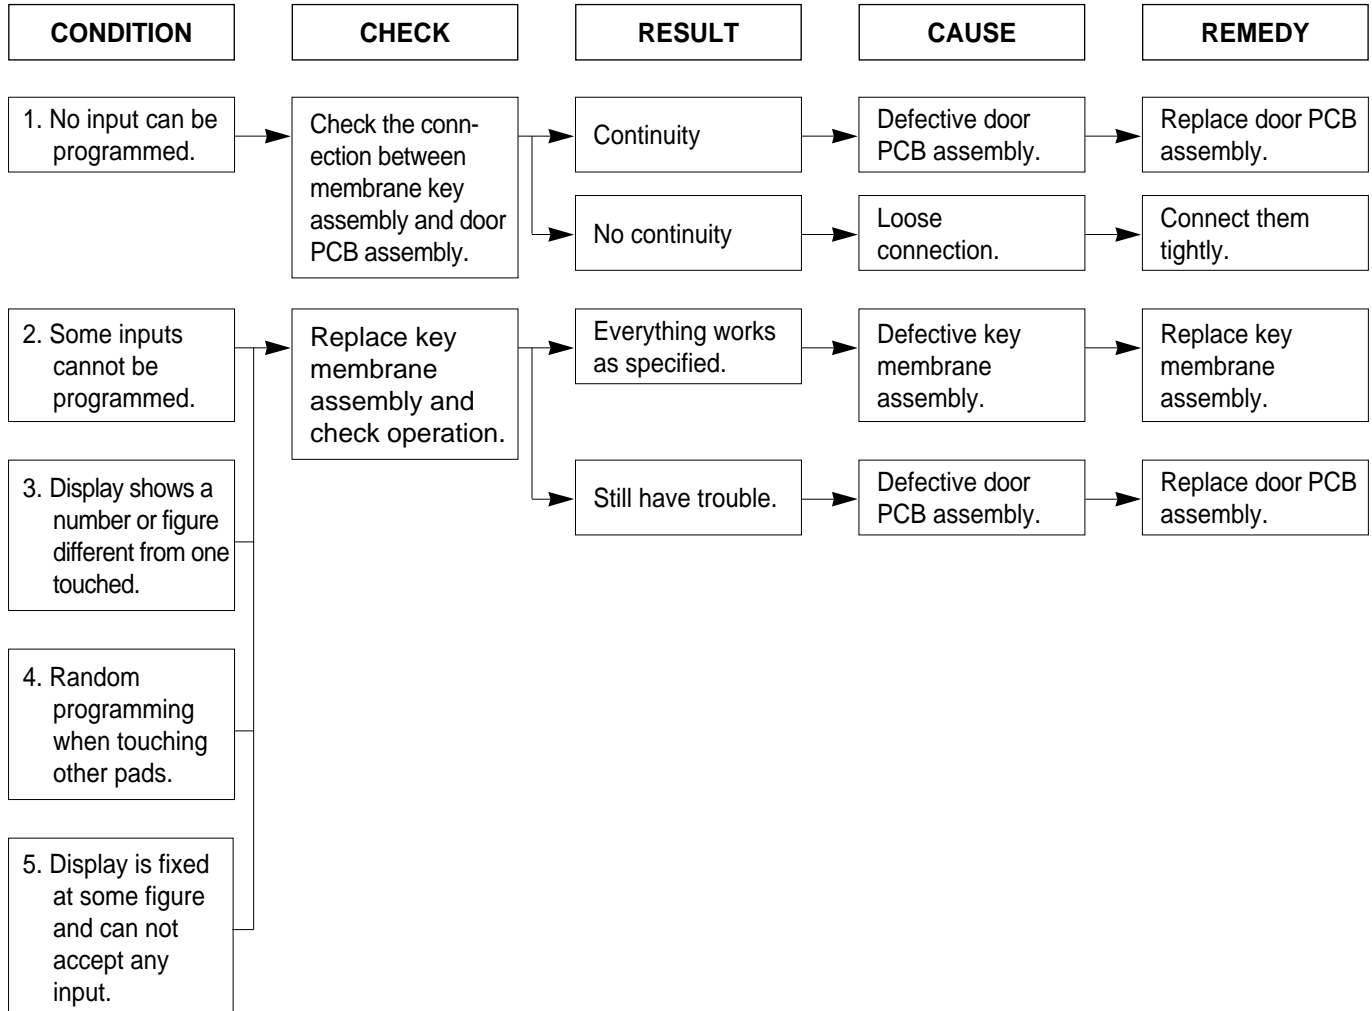 CONDITION
CHECK
RESULT
CAUSE
REMEDY
1. No input can be
programmed.
Check the conn-
ection between
membrane key
assembly and door
PCB assembly.
Continuity
Defective door
PCB assembly.
Replace door PCB
assembly.
No continuity
Loose
connection.
Connect them
tightly.
2. Some inputs
cannot be
programmed.
Replace key
membrane
assembly and
check operation.
Everything works
as specified.
Defective key
membrane
assembly.
Replace key
membrane
assembly.
Still have trouble.
Defective door
PCB assembly.
Replace door PCB
assembly.
3. Display shows a
number or figure
different from one
touched.
4. Random
programming
when touching
other pads.
5. Display is fixed
at some figure
and can not
accept any
input.